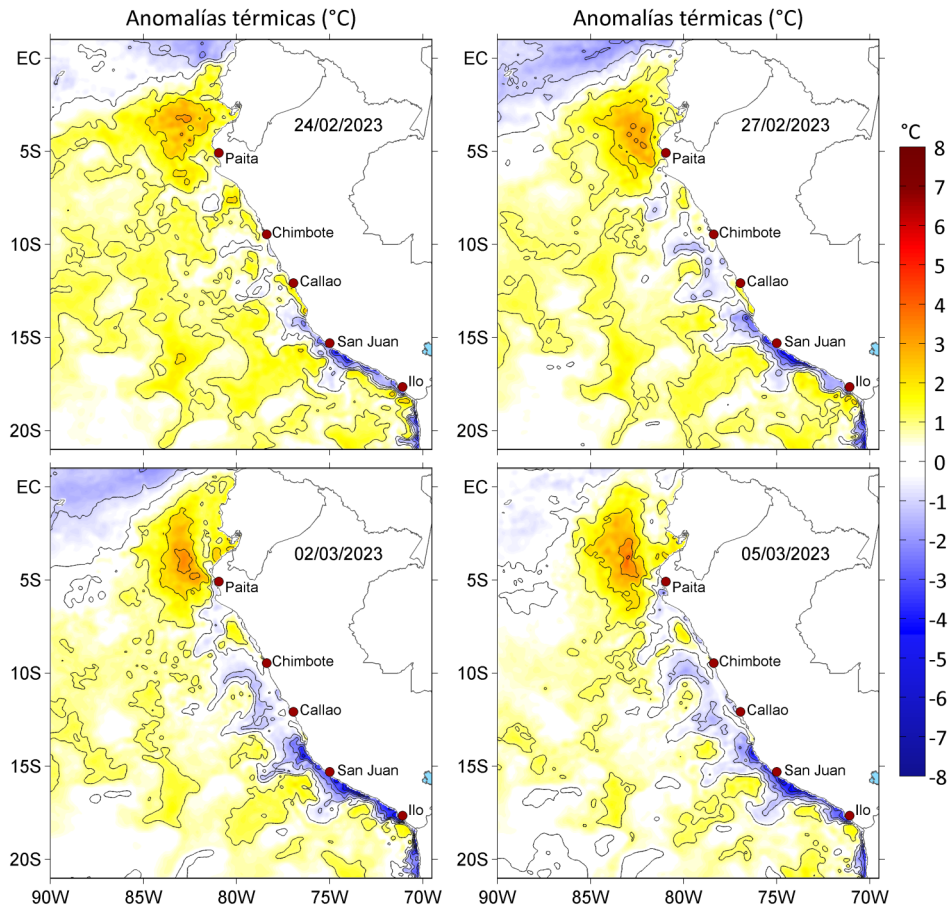 Anomalías térmicas (°C)
Anomalías térmicas (°C)
EC
5S
10S
15S
20S
24/02/2023
Paita
Chimbote
Callao
San Juan
Ilo
EC
5S
10S
15S
20S
27/02/2023
Paita
Chimbote
Callao
San Juan
Ilo
°C
8
7
6
5
4
3
2
1
0
-1
-2
-3
-4
-5
-6
-7
-8
EC
5S
10S
15S
20S
02/03/2023
Paita
Chimbote
Callao
San Juan
Ilo
90W
85W
80W
75W
70W
EC
5S
10S
15S
20S
05/03/2023
Paita
Chimbote
Callao
San Juan
Ilo
90W
85W
80W
75W
70W